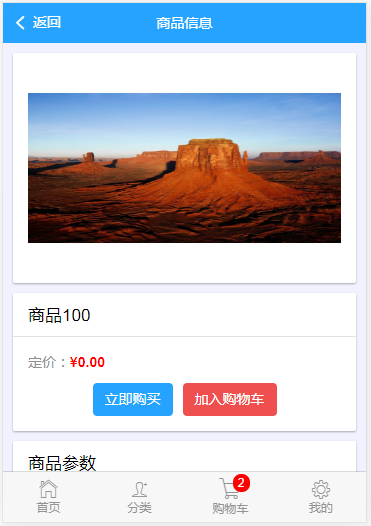 返回 商品信息
商品100
定价：¥0.00
立即购买 加入购物车
商品参数
2
首页 分类 购物车 我的